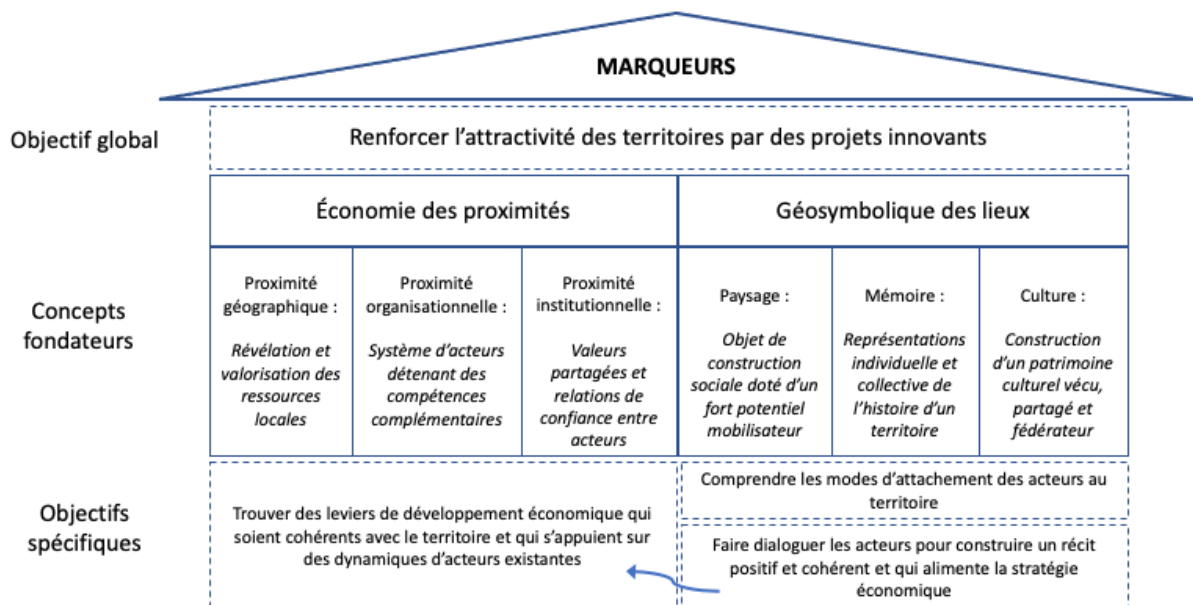 MARQUEURS
Objectif global
Renforcer l’attractivité des territoires par des projets innovants
Économie des proximités
Géosymbolique des lieux
Concepts
fondateurs
Proximité
géographique :
Révélation et
valorisation des
ressources
locales
Proximité
organisationnelle :
Système d’acteurs
détenant des
compétences
complémentaires
Proximité
institutionnelle :
Valeurs
partagées et
relations de
confiance entre
acteurs
Paysage :
Objet de
construction
sociale doté d’un
fort potentiel
mobilisateur
Mémoire :
Représentations
individuelle et
collective de
l’histoire d’un
territoire
Culture :
Construction
d’un patrimoine
culturel vécu,
partagé et
fédérateur
Objectifs
spécifiques
Trouver des leviers de développement économique qui
soient cohérents avec le territoire et qui s’appuient sur
des dynamiques d’acteurs existantes
Comprendre les modes d’attachement des acteurs au
territoire
Faire dialoguer les acteurs pour construire un récit
positif et cohérent et qui alimente la stratégie
économique